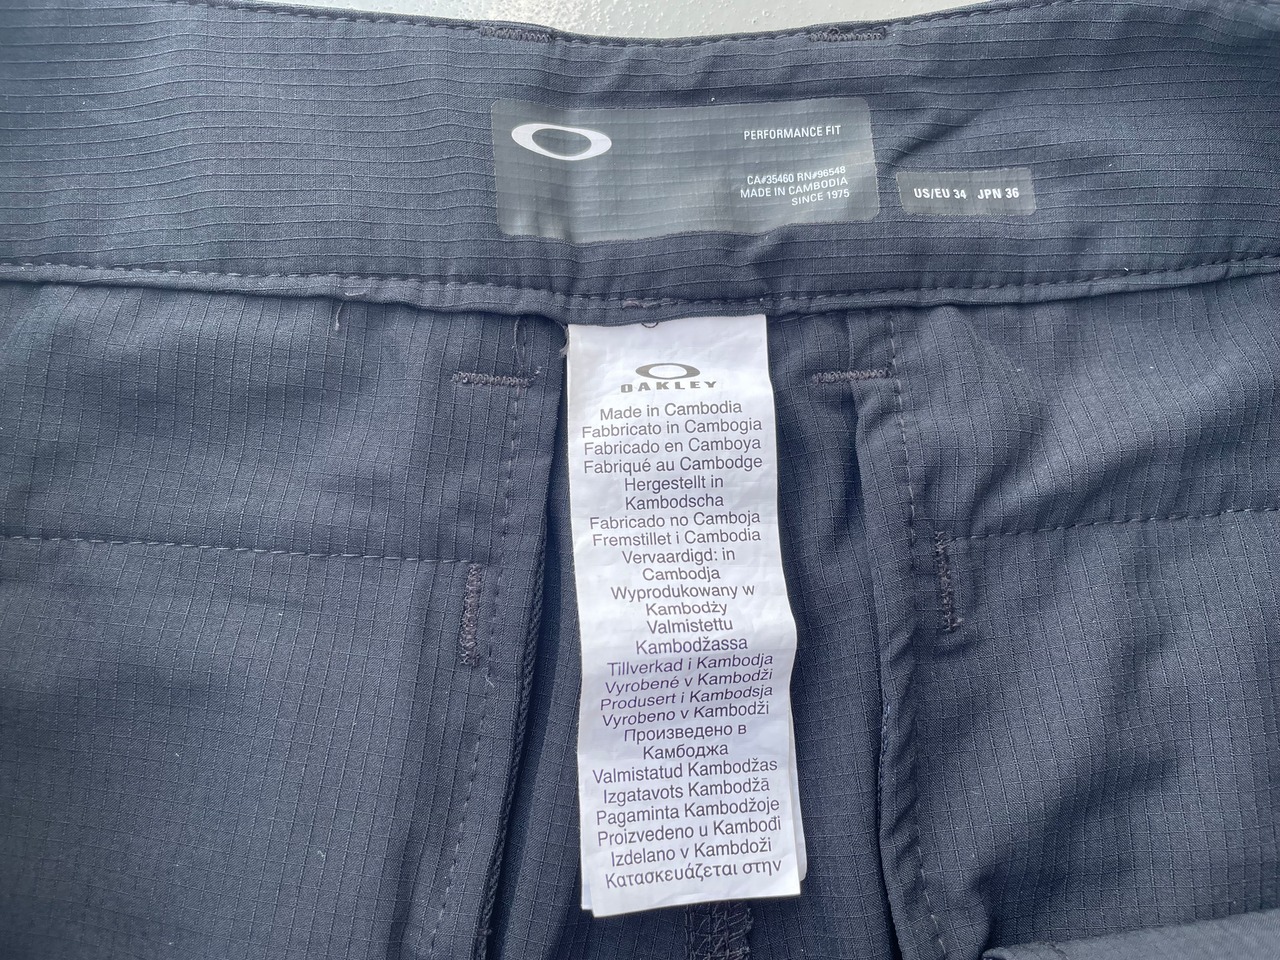 PERFORMANCE FIT
CA#35460 RN#96548
MADE IN CAMBODIA
SINCE 1975
US/EU 34 JPN 36
OAKLEY
Made in Cambodia
Fabbricato in Cambogia
Fabricado en Camboya
Fabriqué au Cambodge
Hergestellt in
Kambodscha
Fabricado no Camboja
Fremstillet i Cambodia
Vervaardigd: in
Cambodja
Wyprodukowany w
Kambodży
Valmistettu
Kambodžassa
Tillverkad i Kambodja
Vyrobené v Kambodži
Produsert i Kambodsja
Vyrobeno v Kambodži
Произведено в
Камбоджа
Valmistatud Kambodžas
Izgatavots Kambodžā
Pagaminta Kambodžoje
Proizvedeno u Kambođi
Izdelano v Kambdoži
Κατασκευάζεται στην